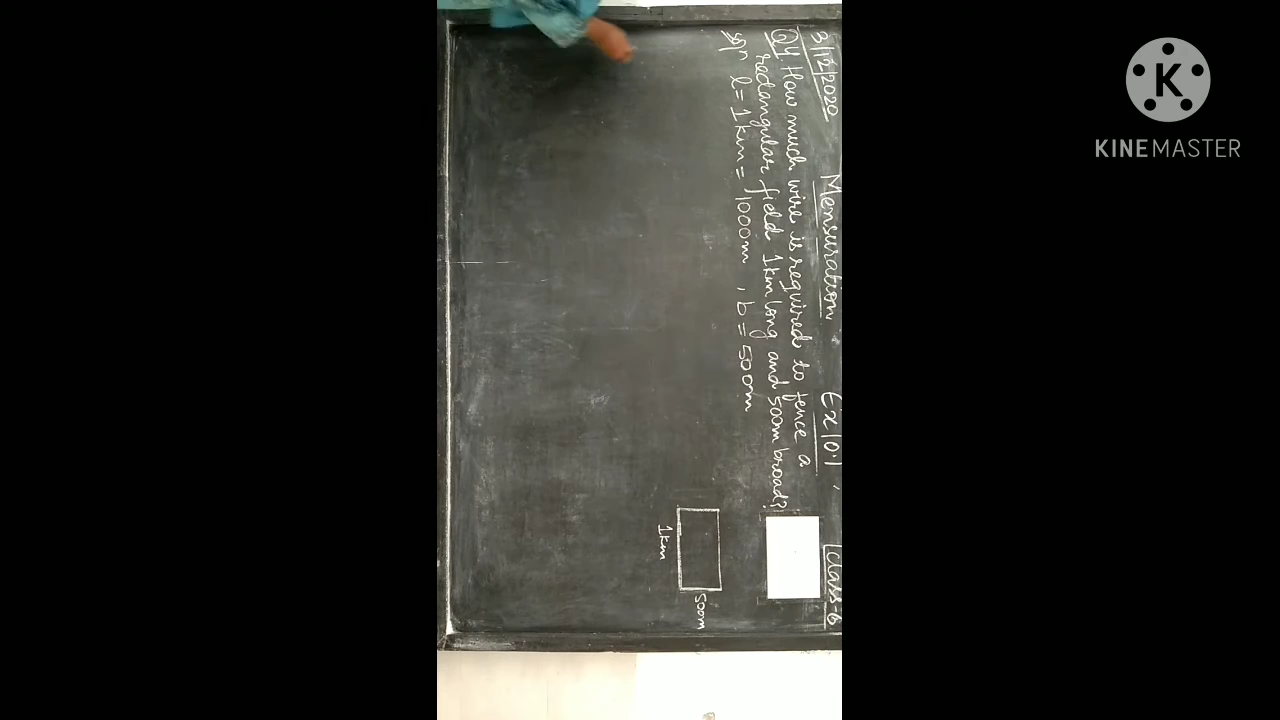 3/12/2020 Mensuration Ex 10.1, Class-6
Q4 How much wire is required to fence a
rectangular field 1km long and 500m broad?
Soln l = 1km = 1000m, b = 500m
500m
1km
K
KINEMASTER